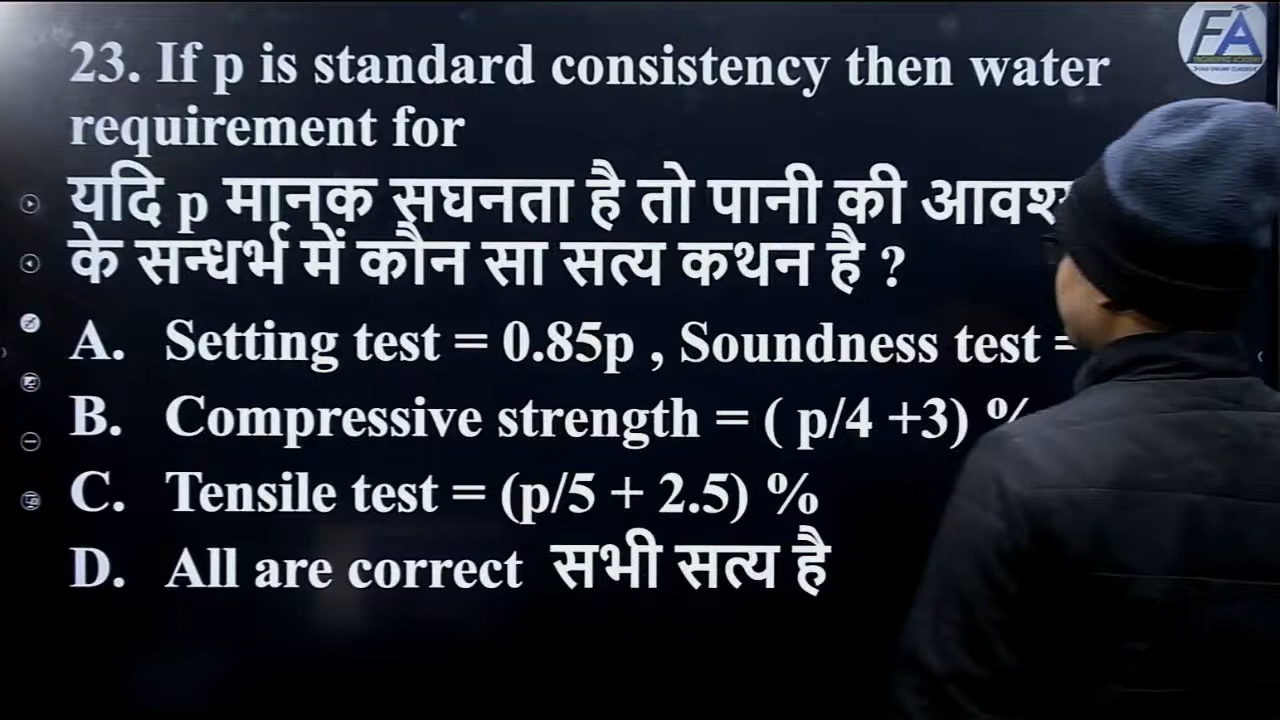 23. If p is standard consistency then water
requirement for
यदि p मानक सघनता है तो पानी की
के सन्धर्भ में कौन सा सत्य कथन है ?
A. Setting test = 0.85p , Soundness test =
B. Compressive strength = ( p/4 +3) %
C. Tensile test = (p/5 + 2.5) %
D. All are correct सभी सत्य है
FA